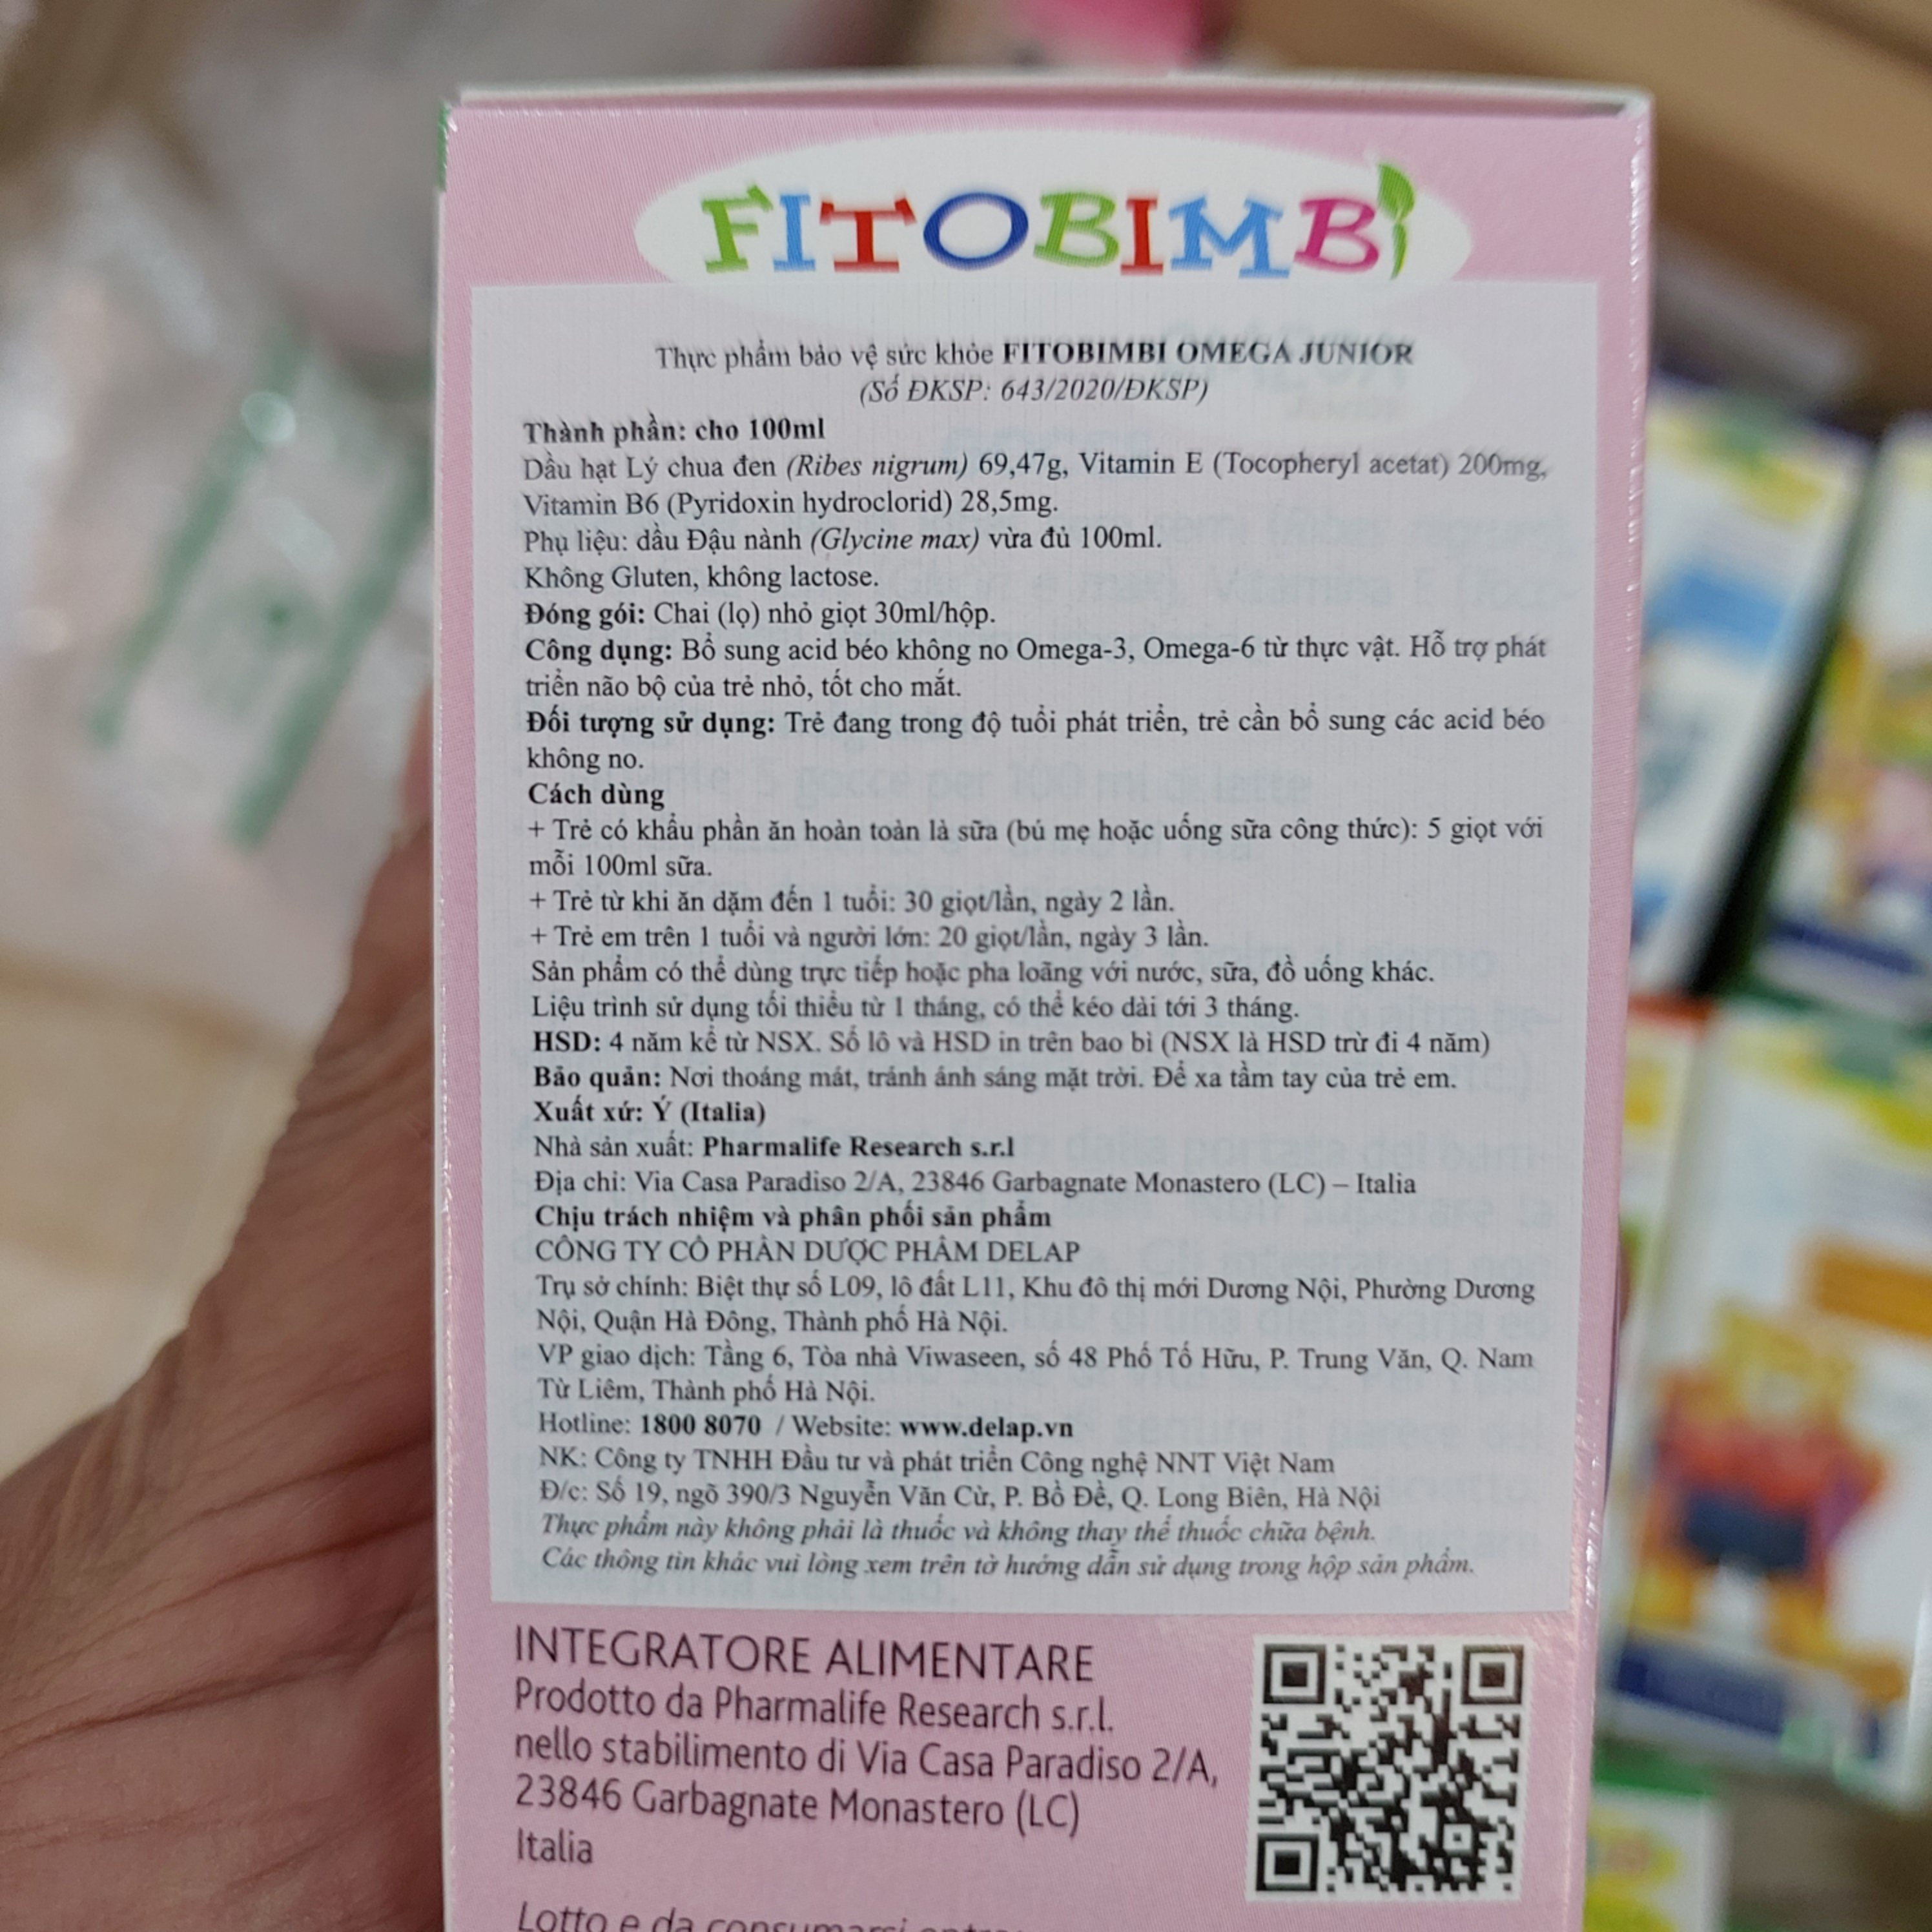 FITOBIMBi
Thực phẩm bảo vệ sức khỏe FITOBIMBI OMEGA JUNIOR
(Số ĐKSP: 643/2020/ĐKSP)
Thành phần: cho 100ml
Dầu hạt Lý chua đen (Ribes nigrum) 69,47g, Vitamin E (Tocopheryl acetat) 200mg,
Vitamin B6 (Pyridoxin hydroclorid) 28,5mg.
Phụ liệu: dầu Đậu nành (Glycine max) vừa đủ 100ml.
Không Gluten, không lactose.
Đóng gói: Chai (lọ) nhỏ giọt 30ml/hộp.
Công dụng: Bổ sung acid béo không no Omega-3, Omega-6 từ thực vật. Hỗ trợ phát
triển não bộ của trẻ nhỏ, tốt cho mắt.
Đối tượng sử dụng: Trẻ đang trong độ tuổi phát triển, trẻ cần bổ sung các acid béo
không no.
Cách dùng
+ Trẻ có khẩu phần ăn hoàn toàn là sữa (bú mẹ hoặc uống sữa công thức): 5 giọt với
mỗi 100ml sữa.
+ Trẻ từ khi ăn dặm đến 1 tuổi: 30 giọt/lần, ngày 2 lần.
+ Trẻ em trên 1 tuổi và người lớn: 20 giọt/lần, ngày 3 lần.
Sản phẩm có thể dùng trực tiếp hoặc pha loãng với nước, sữa, đồ uống khác.
Liệu trình sử dụng tối thiểu từ 1 tháng, có thể kéo dài tới 3 tháng.
HSD: 4 năm kể từ NSX. Số lô và HSD in trên bao bì (NSX là HSD trừ đi 4 năm)
Bảo quản: Nơi thoáng mát, tránh ánh sáng mặt trời. Để xa tầm tay của trẻ em.
Xuất xứ: Ý (Italia)
Nhà sản xuất: Pharmalife Research s.r.l
Địa chỉ: Via Casa Paradiso 2/A, 23846 Garbagnate Monastero (LC) – Italia
Chịu trách nhiệm và phân phối sản phẩm
CÔNG TY CỔ PHẦN DƯỢC PHẨM DELAP
Trụ sở chính: Biệt thự số L09, lô đất L11, Khu đô thị mới Dương Nội, Phường Dương
Nội, Quận Hà Đông, Thành phố Hà Nội.
VP giao dịch: Tầng 6, Tòa nhà Viwaseen, số 48 Phố Tố Hữu, P. Trung Văn, Q. Nam
Từ Liêm, Thành phố Hà Nội.
Hotline: 1800 8070 / Website: www.delap.vn
NK: Công ty TNHH Đầu tư và phát triển Công nghệ NNT Việt Nam
Đ/c: Số 19, ngõ 390/3 Nguyễn Văn Cừ, P. Bồ Đề, Q. Long Biên, Hà Nội
Thực phẩm này không phải là thuốc và không thay thế thuốc chữa bệnh.
Các thông tin khác vui lòng xem trên tờ hướng dẫn sử dụng trong hộp sản phẩm.
INTEGRATORE ALIMENTARE
Prodotto da Pharmalife Research s.r.l.
nello stabilimento di Via Casa Paradiso 2/A,
23846 Garbagnate Monastero (LC)
Italia
Lotto e da consumarsi